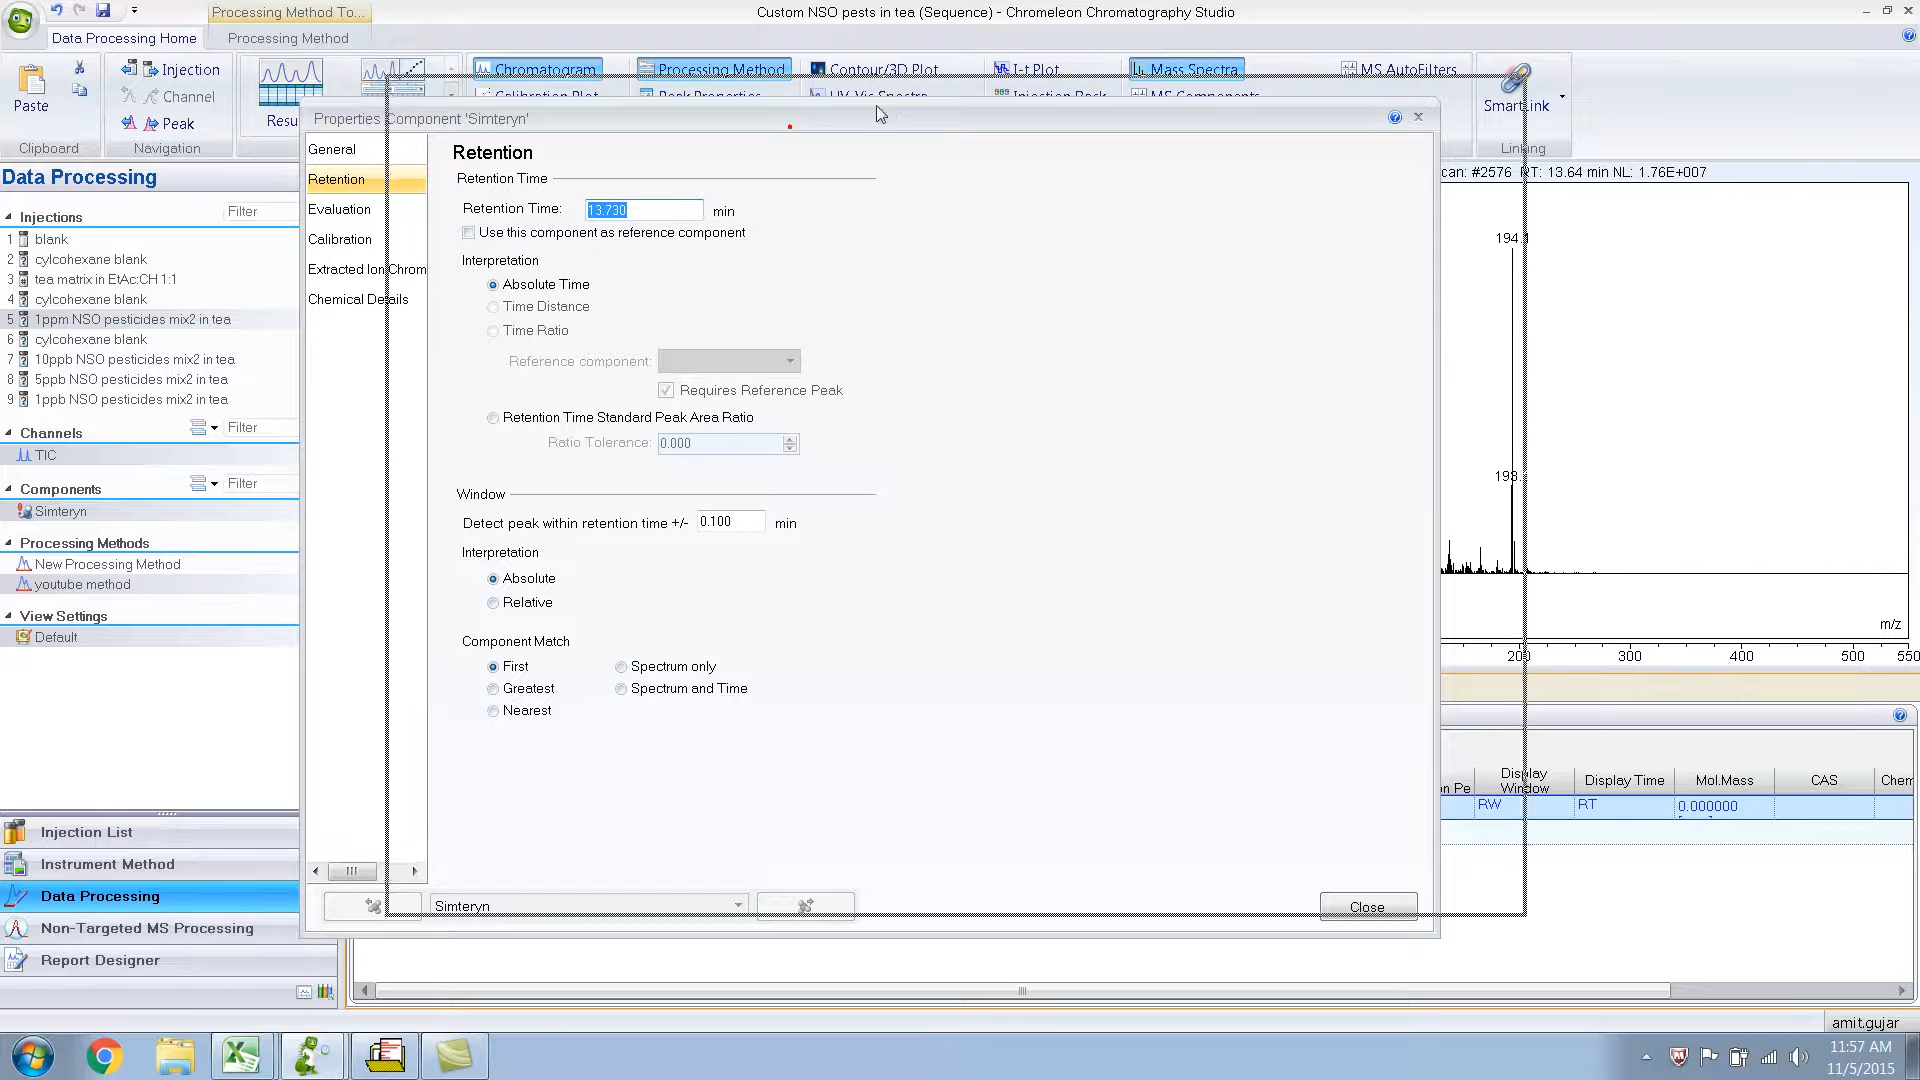 Processing Method To...
Custom NSO pests in tea (Sequence) - Chromeleon Chromatography Studio
Data Processing Home
Processing Method
Paste
Injection
Channel
Peak
Clipboard
Navigation
Chromatogram
Processing Method
Contour/3D Plot
I-t Plot
Mass Spectra
MS AutoFilters
SmartLink
Linking
Properties Component 'Simteryn'
General
Retention
Evaluation
Calibration
Extracted Ion Chrom
Chemical Details
Retention
Retention Time
Retention Time: 13.730 min
Use this component as reference component
Interpretation
Absolute Time
Time Distance
Time Ratio
Reference component:
Requires Reference Peak
Retention Time Standard Peak Area Ratio
Ratio Tolerance: 0.000
Window
Detect peak within retention time +/- 0.100 min
Interpretation
Absolute
Relative
Component Match
First
Spectrum only
Greatest
Spectrum and Time
Nearest
Simteryn
Close
Data Processing
Injections
Filter
1 blank
2 cylcohexane blank
3 tea matrix in EtAc:CH 1:1
4 cylcohexane blank
5 1ppm NSO pesticides mix2 in tea
6 cylcohexane blank
7 10ppb NSO pesticides mix2 in tea
8 5ppb NSO pesticides mix2 in tea
9 1ppb NSO pesticides mix2 in tea
Channels
Filter
TIC
Components
Filter
Simteryn
Processing Methods
New Processing Method
youtube method
View Settings
Default
Injection List
Instrument Method
Data Processing
Non-Targeted MS Processing
Report Designer
can: #2576 RT: 13.64 min NL: 1.76E+007
194.1
193.
m/z
200 300 400 500 550
Display Window
Display Time
Mol.Mass
CAS
Chem
RW
RT
0.000000
amit.gujar
11:57 AM
11/5/2015